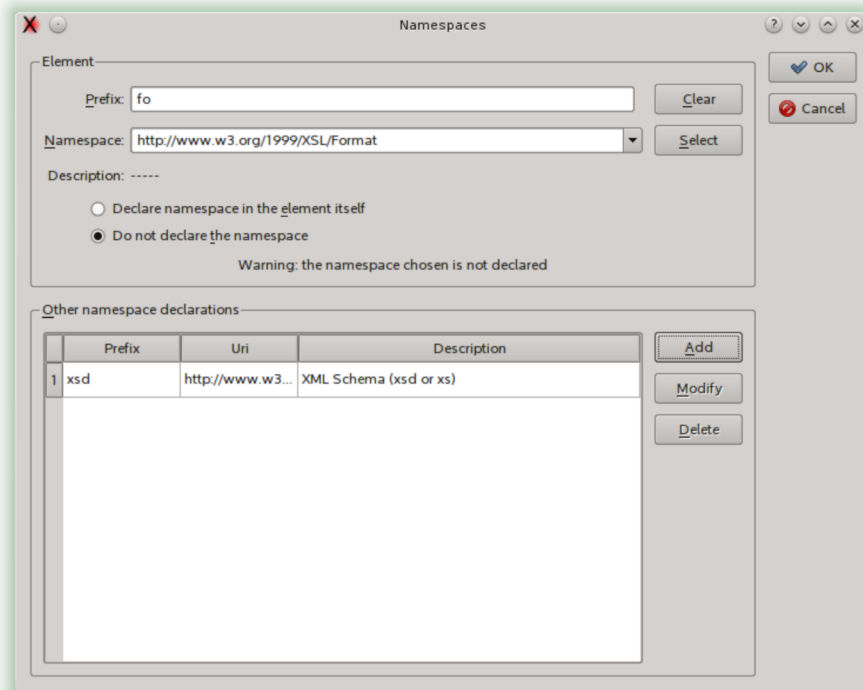 Namespaces
Element
Prefix: fo Clear
Namespace: http://www.w3.org/1999/XSL/Format Select
Description: -----
Declare namespace in the element itself
Do not declare the namespace
Warning: the namespace chosen is not declared
OK
Cancel
Other namespace declarations
Prefix Uri Description
1 xsd http://www.w3... XML Schema (xsd or xs)
Add
Modify
Delete